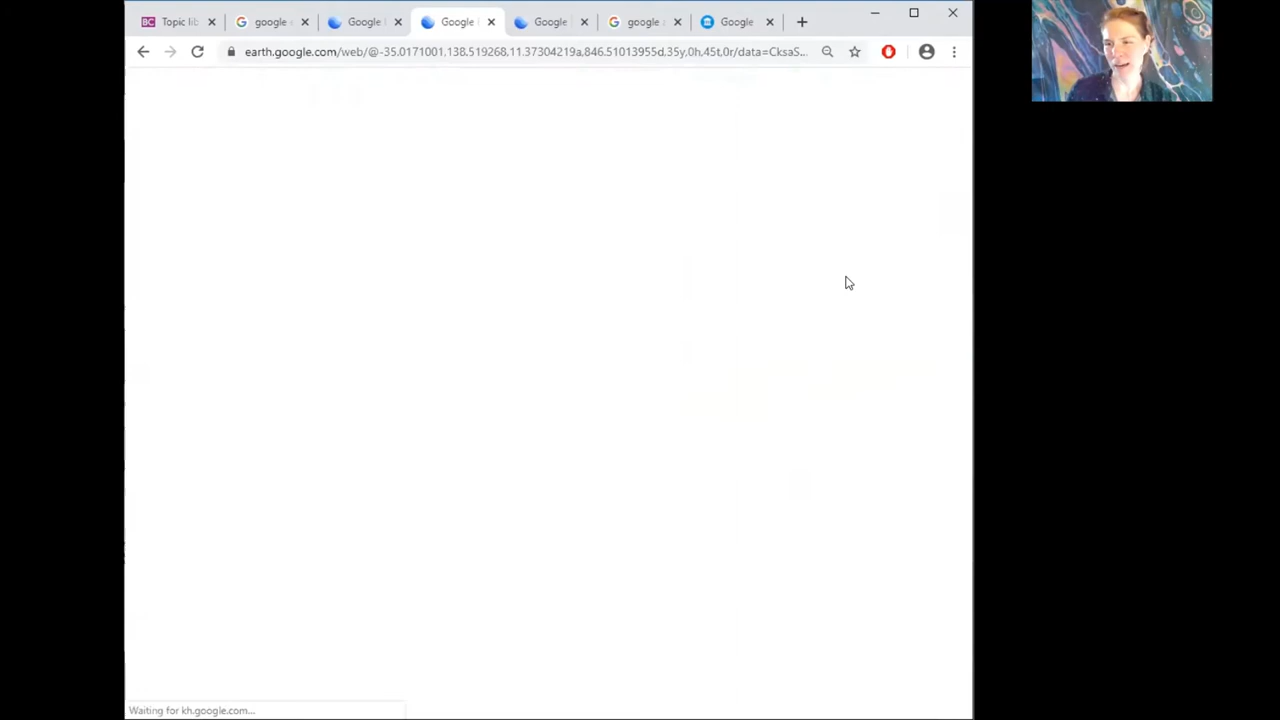 Topic lib
google e
Google
Google
Google
google a
Google
earth.google.com/web/@-35.0171001,138.519268,11.37304219a,846.51013955d,35y,0h,45t,0r/data=CksaS...
Waiting for kh.google.com...